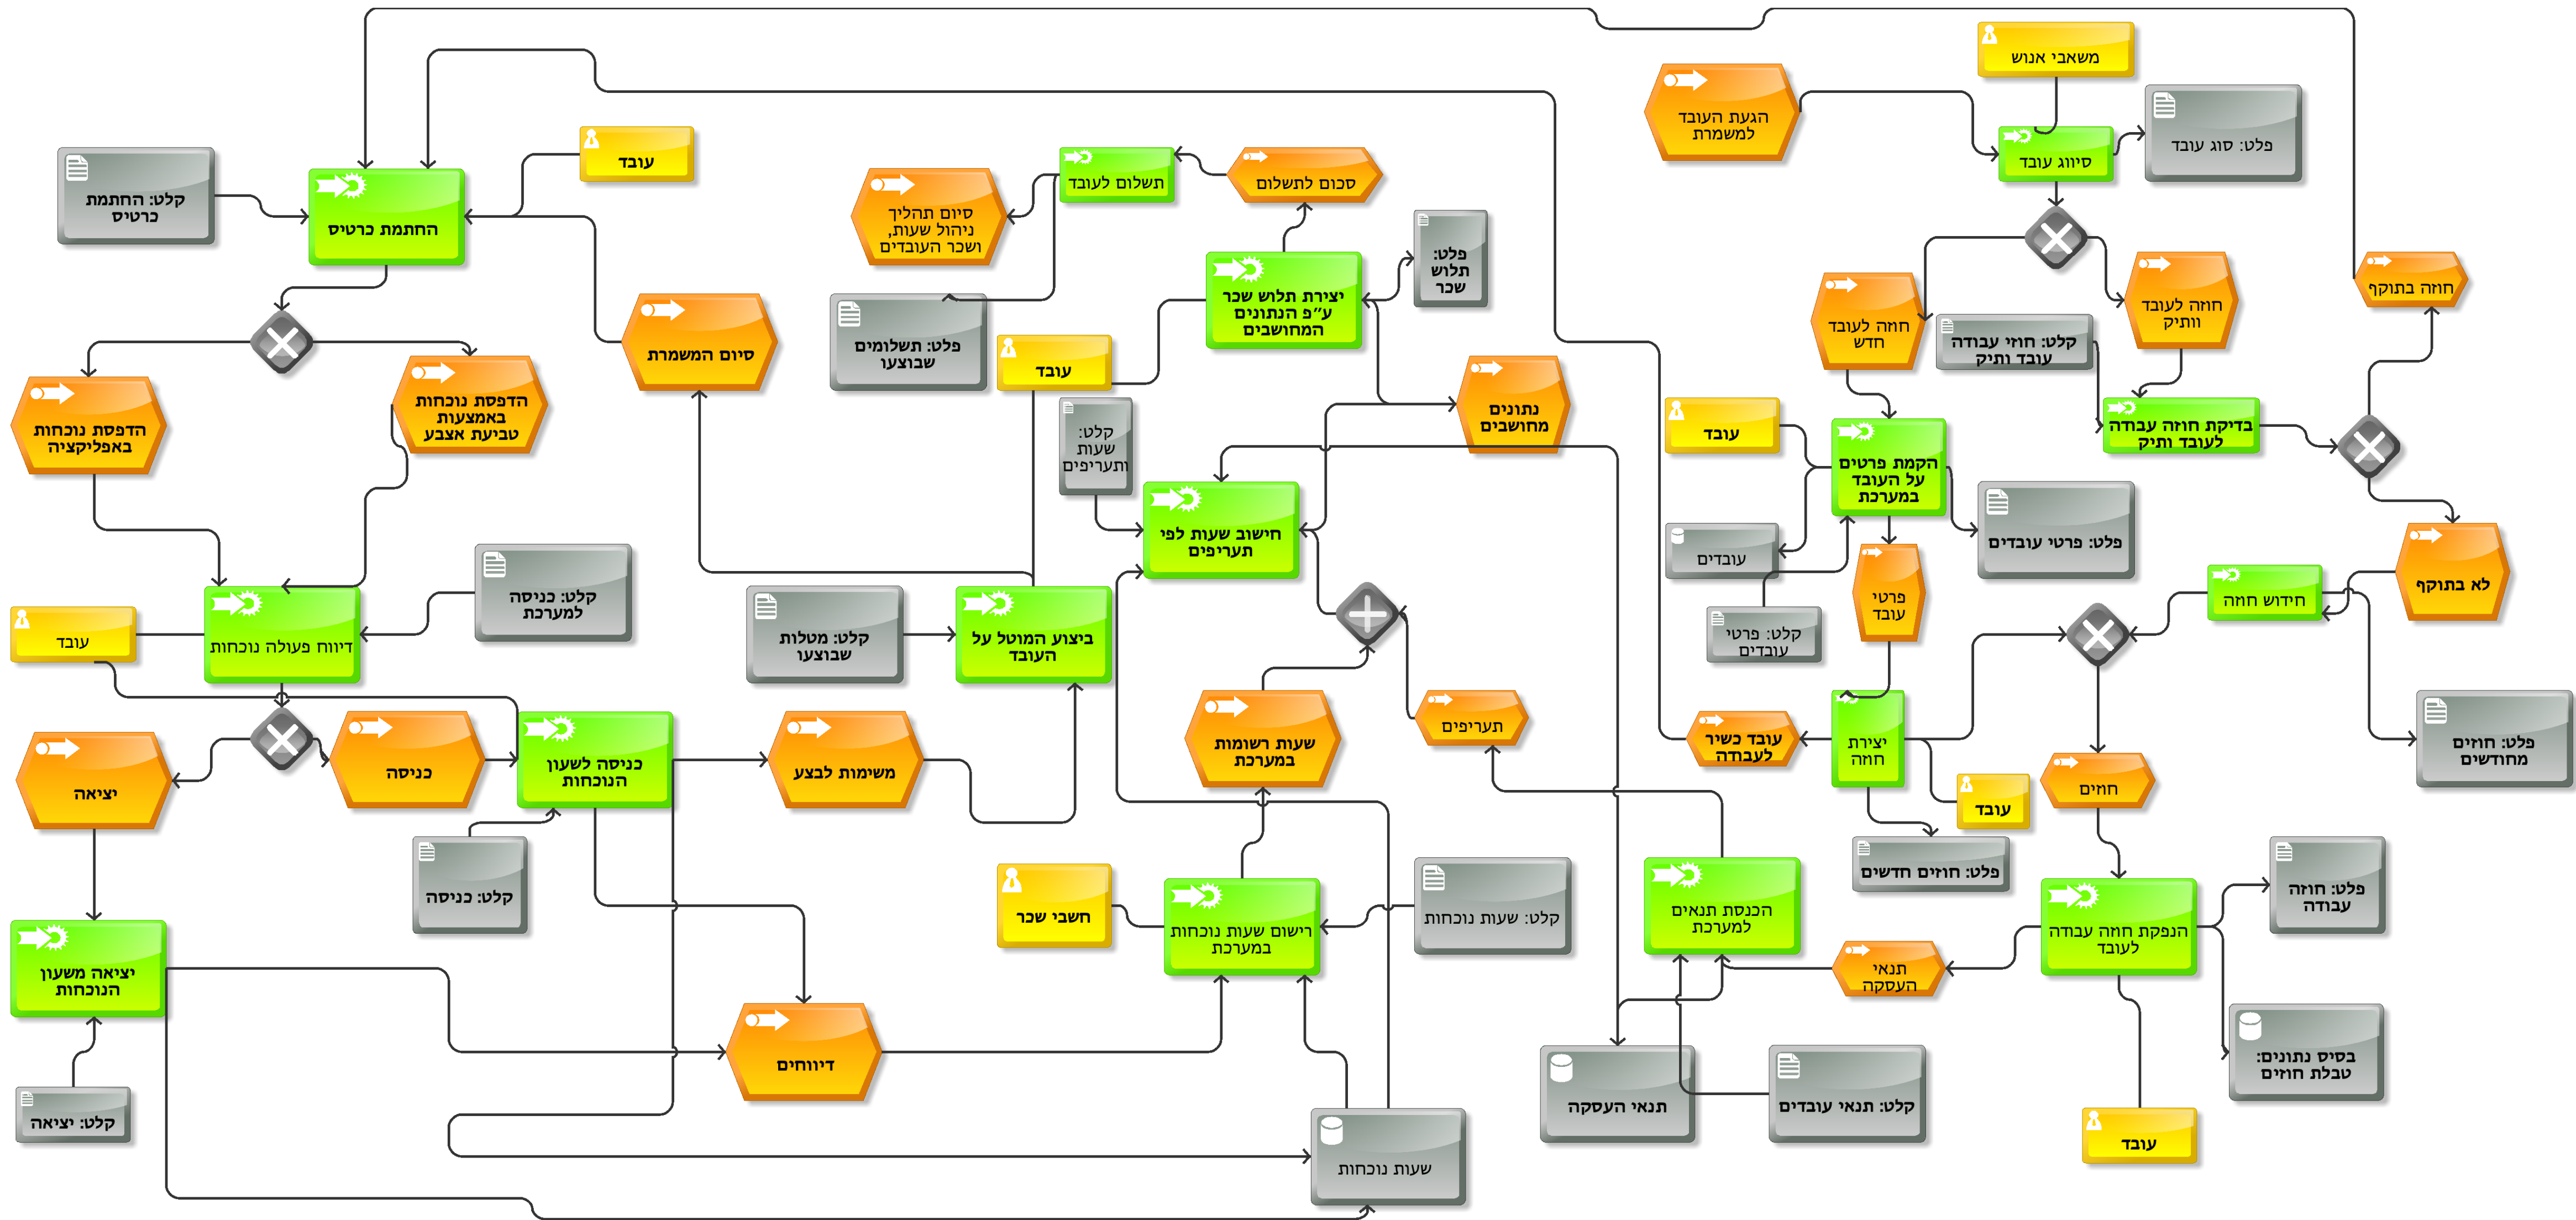 משאבי אנוש
הגעת העובד
למשמרת
סיווג עובד
פלט: סוג עובד
חוזה לעובד
חדש
חוזה לעובד
וותיק
קלט: חוזי עבודה
עובד ותיק
חוזה בתוקף
בדיקת חוזה עבודה
לעובד ותיק
עובד
הקמת פרטים
על העובד
במערכת
עובדים
פלט: פרטי עובדים
קלט: פרטי
עובדים
פרטי
עובד
לא בתוקף
חידוש חוזה
פלט: חוזים
מחודשים
עובד כשיר
לעבודה
יצירת
חוזה
עובד
פלט: חוזים חדשים
חוזים
הנפקת חוזה עבודה
לעובד
פלט: חוזה
עבודה
בסיס נתונים:
טבלת חוזים
עובד
תנאי
העסקה
הכנסת תנאים
למערכת
תנאי העסקה
קלט: תנאי עובדים
עובד
קלט: החתמת
כרטיס
החתמת כרטיס
הדפסת נוכחות
באפליקציה
הדפסת נוכחות
באמצעות
טביעת אצבע
סיום המשמרת
דיווח פעולה נוכחות
עובד
קלט: כניסה
למערכת
יציאה
כניסה
כניסה לשעון
הנוכחות
קלט: כניסה
משימות לבצע
יציאה משעון
הנוכחות
קלט: יציאה
דיווחים
קלט: מטלות
שבוצעו
ביצוע המוטל על
העובד
עובד
חשבי שכר
רישום שעות נוכחות
במערכת
קלט: שעות נוכחות
שעות נוכחות
שעות רשומות
במערכת
תעריפים
קלט:
שעות
ותעריפים
חישוב שעות לפי
תעריפים
נתונים
מחושבים
יצירת תלוש שכר
ע"פ הנתונים
המחושבים
פלט:
תלוש
שכר
סכום לתשלום
תשלום לעובד
סיום תהליך
ניהול שעות,
ושכר העובדים
פלט: תשלומים
שבוצעו